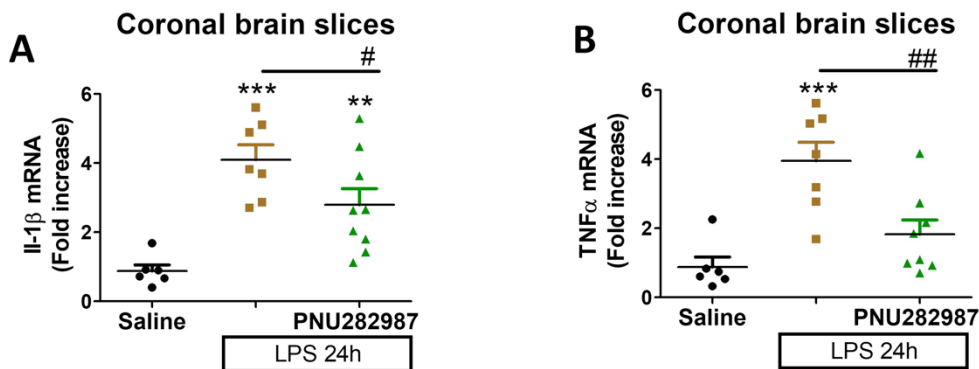 A
Coronal brain slices
#
***
**
Il-1β mRNA
(Fold increase)
6
4
2
0
Saline
PNU282987
LPS 24h
B
Coronal brain slices
##
***
TNFα mRNA
(Fold increase)
6
4
2
0
Saline
PNU282987
LPS 24h